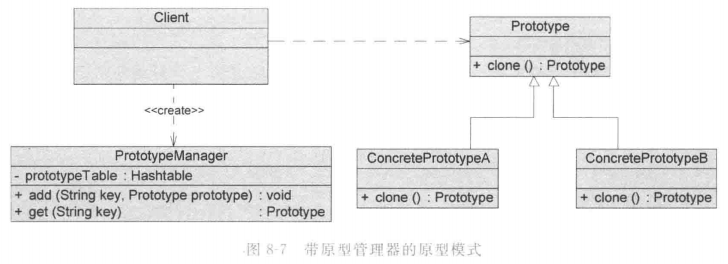 Client
Prototype
+ clone () : Prototype
<<create>>
PrototypeManager
- prototypeTable : Hashtable
+ add (String key, Prototype prototype) : void
+ get (String key) : Prototype
ConcretePrototypeA
+ clone () : Prototype
ConcretePrototypeB
+ clone () : Prototype
图 8-7 带原型管理器的原型模式